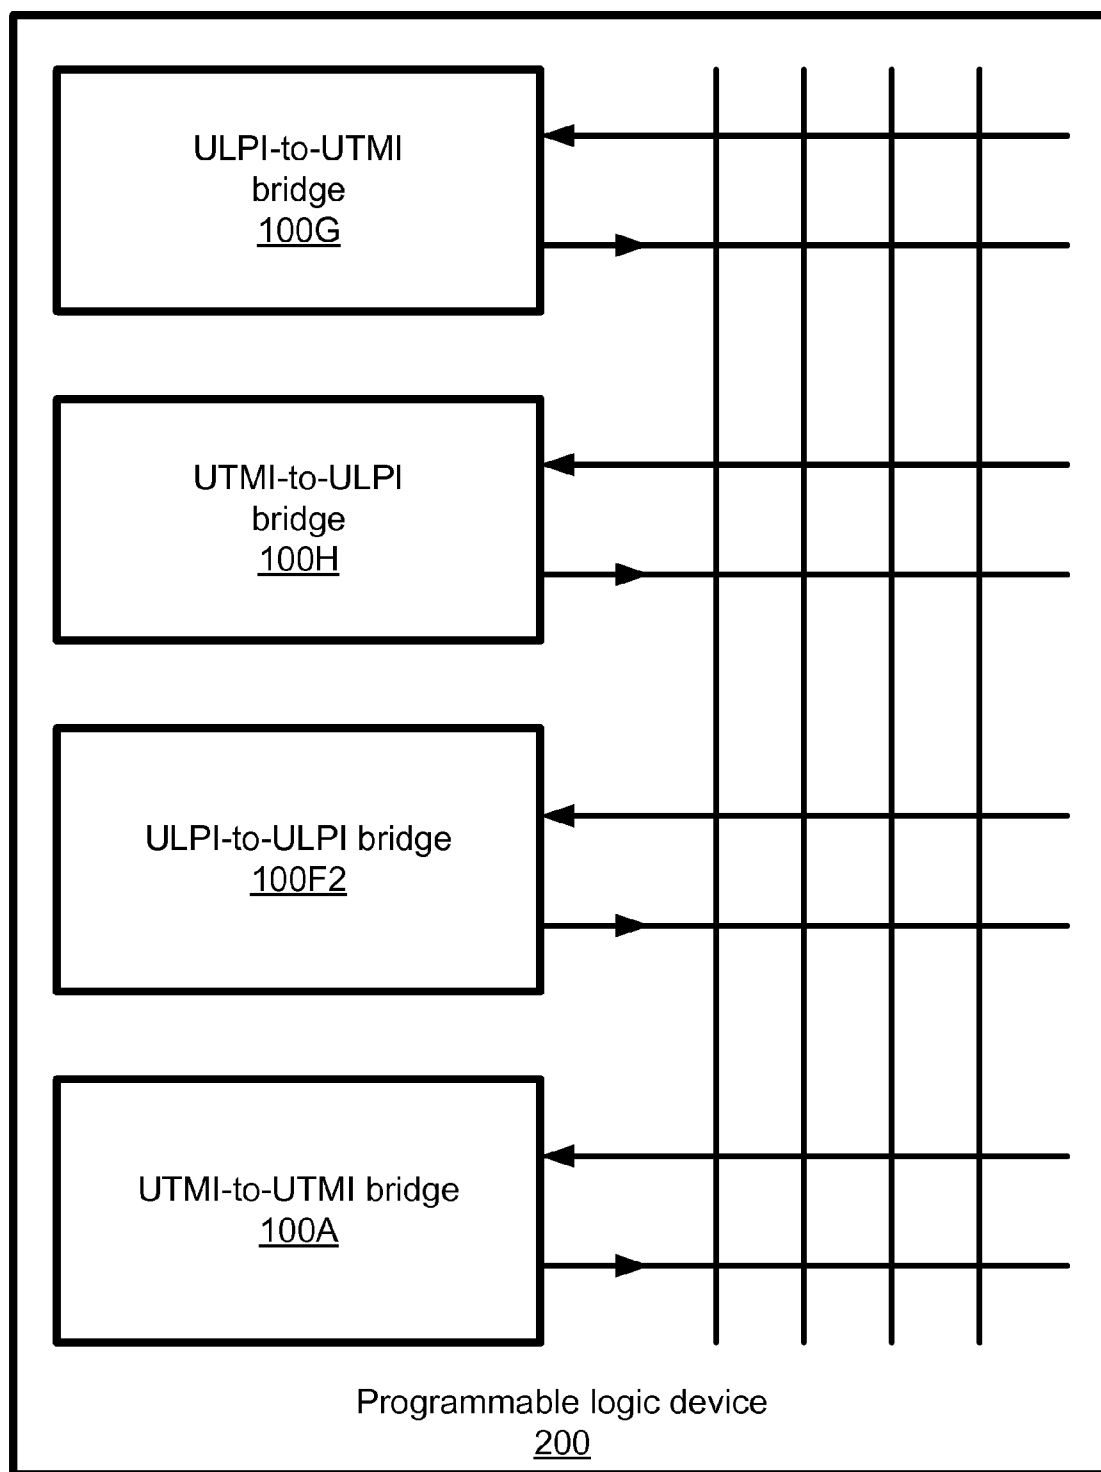 ULPI-to-UTMI
bridge
100G
UTMI-to-ULPI
bridge
100H
ULPI-to-ULPI bridge
100F2
UTMI-to-UTMI bridge
100A
Programmable logic device
200